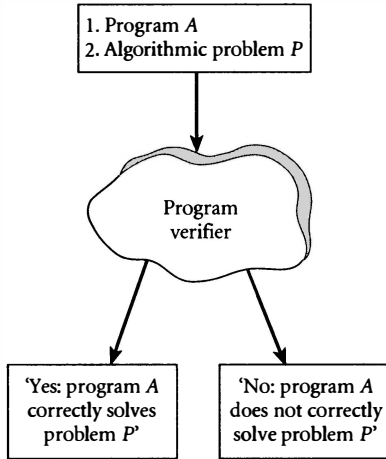 1. Program A
2. Algorithmic problem P
Program
verifier
‘Yes: program A
correctly solves
problem P’
‘No: program A
does not correctly
solve problem P’